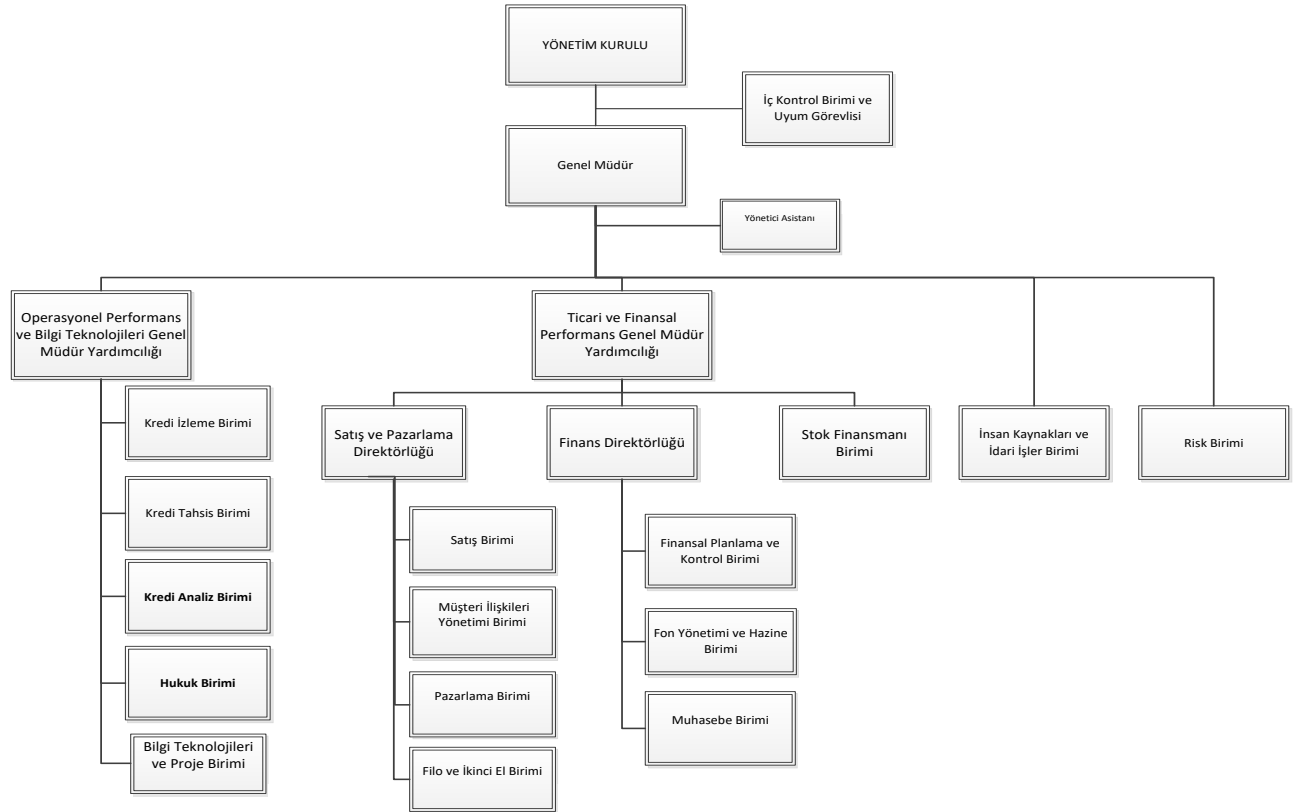 YÖNETİM KURULU
İç Kontrol Birimi ve
Uyum Görevlisi
Genel Müdür
Yönetici Asistanı
Operasyonel Performans
ve Bilgi Teknolojileri Genel
Müdür Yardımcılığı
Ticari ve Finansal
Performans Genel Müdür
Yardımcılığı
Kredi İzleme Birimi
Kredi Tahsis Birimi
Kredi Analiz Birimi
Hukuk Birimi
Bilgi Teknolojileri
ve Proje Birimi
Satış ve Pazarlama
Direktörlüğü
Satış Birimi
Müşteri İlişkileri
Yönetimi Birimi
Pazarlama Birimi
Filo ve İkinci El Birimi
Finans Direktörlüğü
Finansal Planlama ve
Kontrol Birimi
Fon Yönetimi ve Hazine
Birimi
Muhasebe Birimi
Stok Finansmanı
Birimi
İnsan Kaynakları ve
İdari İşler Birimi
Risk Birimi